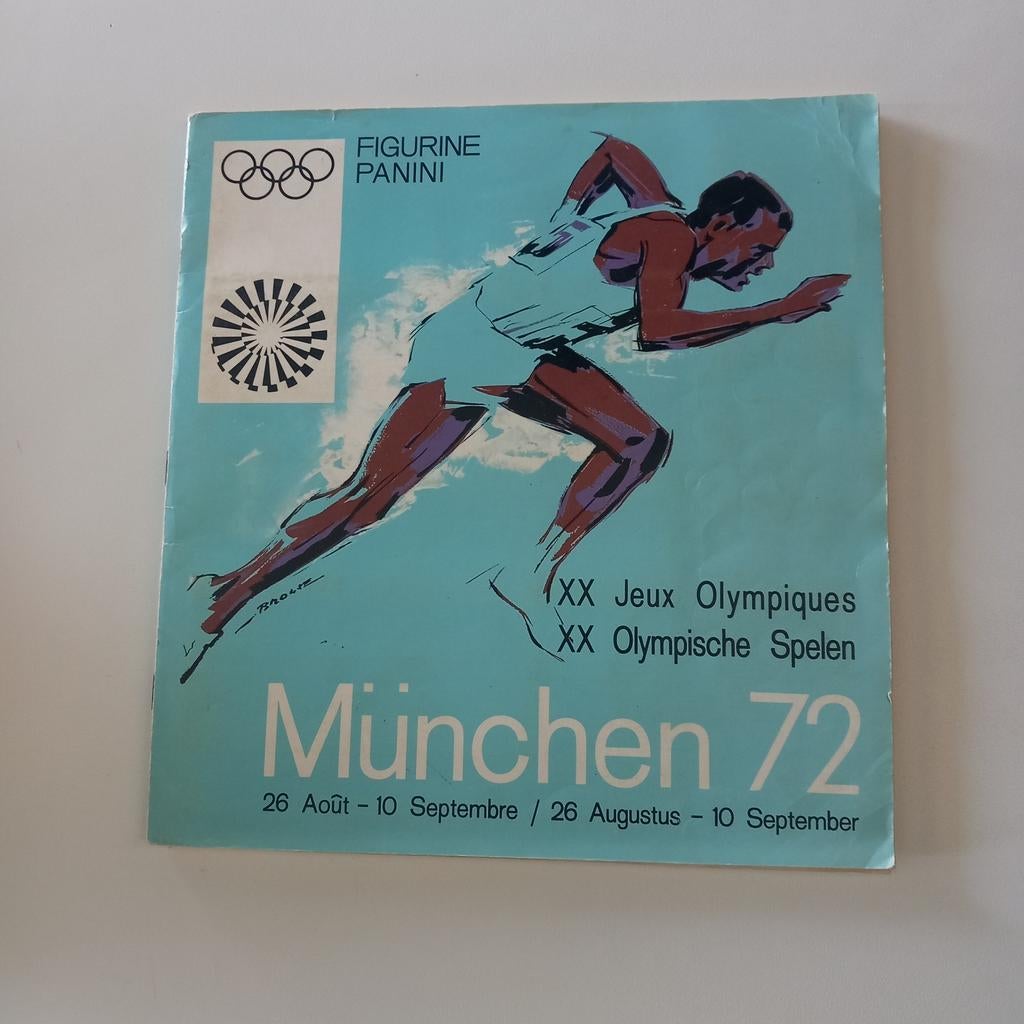 FIGURINE
PANINI
XX Jeux Olympiques
XX Olympische Spelen
München 72
26 Août - 10 Septembre / 26 Augustus - 10 September